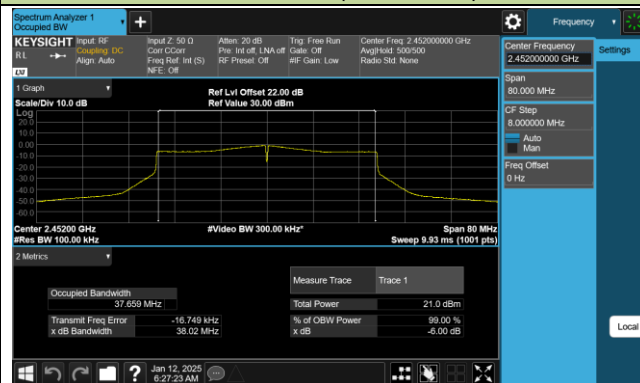 Spectrum Analyzer 1
Occupied BW
Frequency
KEYSIGHT
RL
LXI
Input: RF
Coupling: DC
Align: Auto
Input Z: 50 Ω
Corr CCorr
Freq Ref: Int (S)
NFE: Off
Atten: 20 dB
Pre: Int off, LNA off
RF Preset: Off
Trig: Free Run
Gate: Off
#IF Gain: Low
Center Freq: 2.452000000 GHz
Avg|Hold: 500/500
Radio Std: None
Center Frequency
2.452000000 GHz
Settings
Span
80.000 MHz
CF Step
8.000000 MHz
Auto
Man
Freq Offset
0 Hz
Local
1 Graph
Scale/Div 10.0 dB
Ref Lvl Offset 22.00 dB
Ref Value 30.00 dBm
Log
20.0
10.0
0.00
-10.0
-20.0
-30.0
-40.0
-50.0
-60.0
Center 2.45200 GHz
#Video BW 300.00 kHz*
Span 80 MHz
#Res BW 100.00 kHz
Sweep 9.93 ms (1001 pts)
2 Metrics
Measure Trace
Trace 1
Occupied Bandwidth
37.659 MHz
Total Power
21.0 dBm
Transmit Freq Error
-16.749 kHz
% of OBW Power
99.00 %
x dB Bandwidth
38.02 MHz
x dB
-6.00 dB
?
Jan 12, 2025
6:27:23 AM